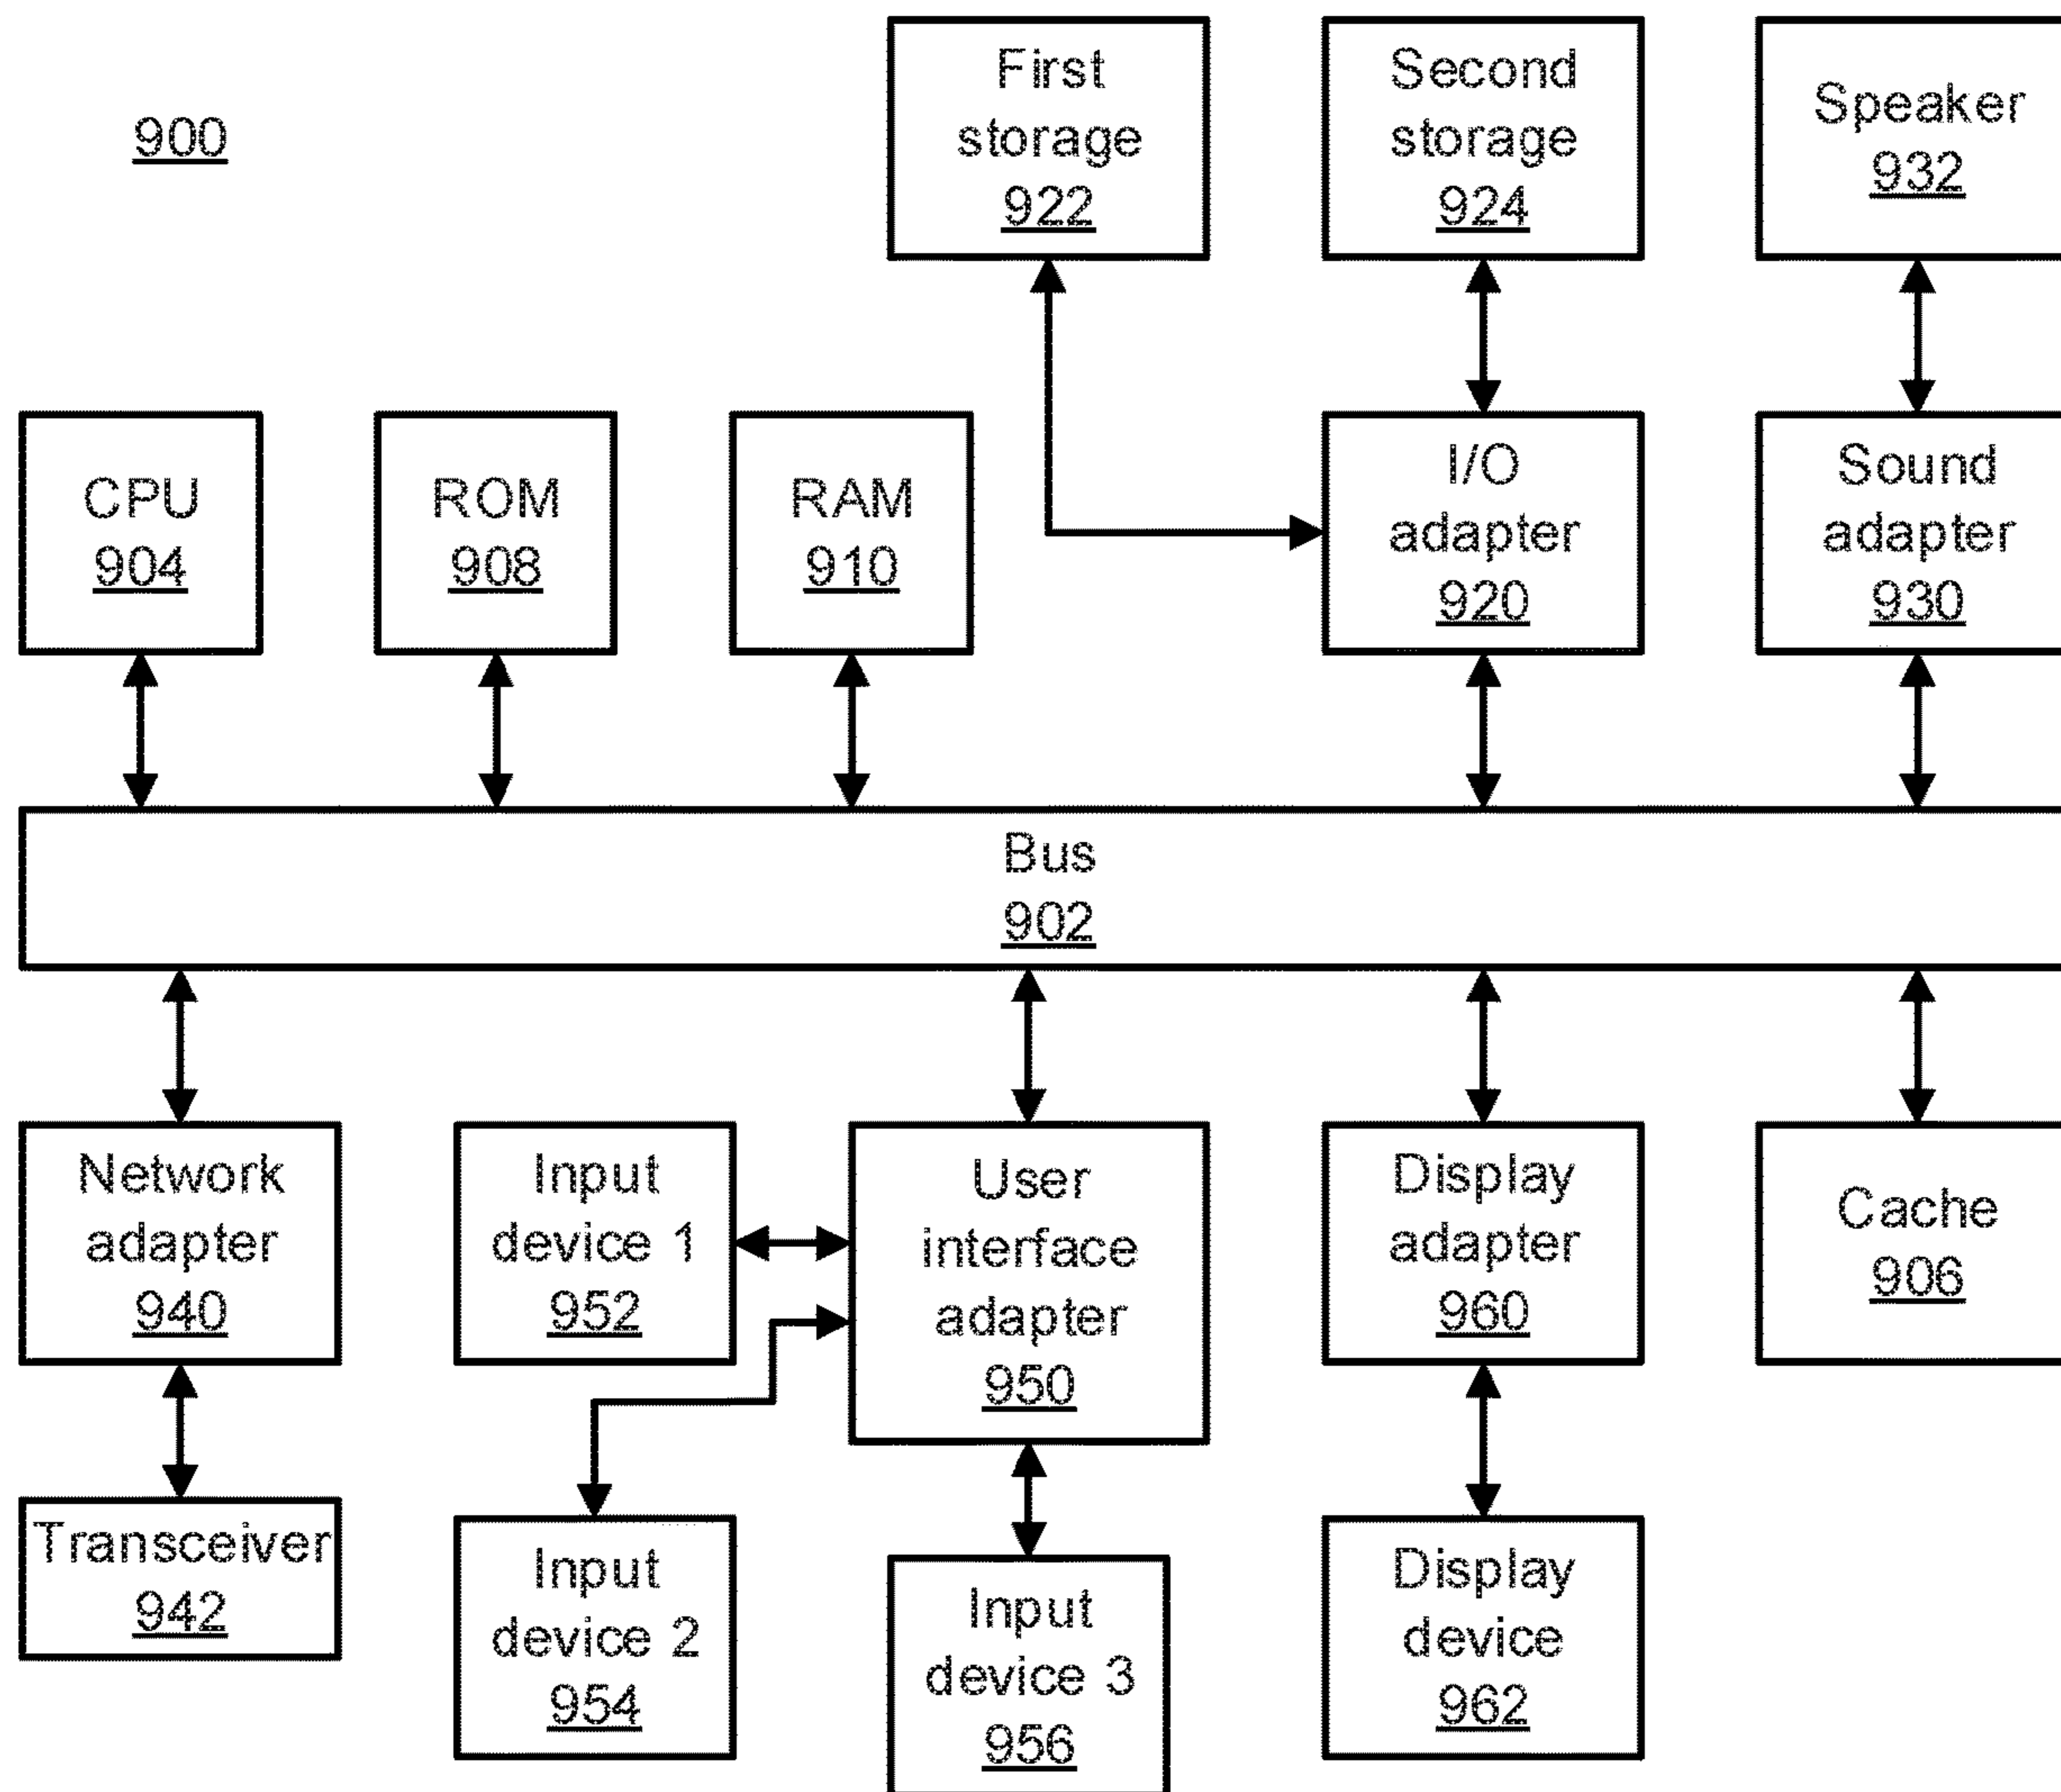 900
First
storage
922
Second
storage
924
Speaker
932
CPU
904
ROM
908
RAM
910
I/O
adapter
920
Sound
adapter
930
Bus
902
Network
adapter
940
Input
device 1
952
User
interface
adapter
950
Display
adapter
960
Cache
906
Transceiver
942
Input
device 2
954
Input
device 3
956
Display
device
962